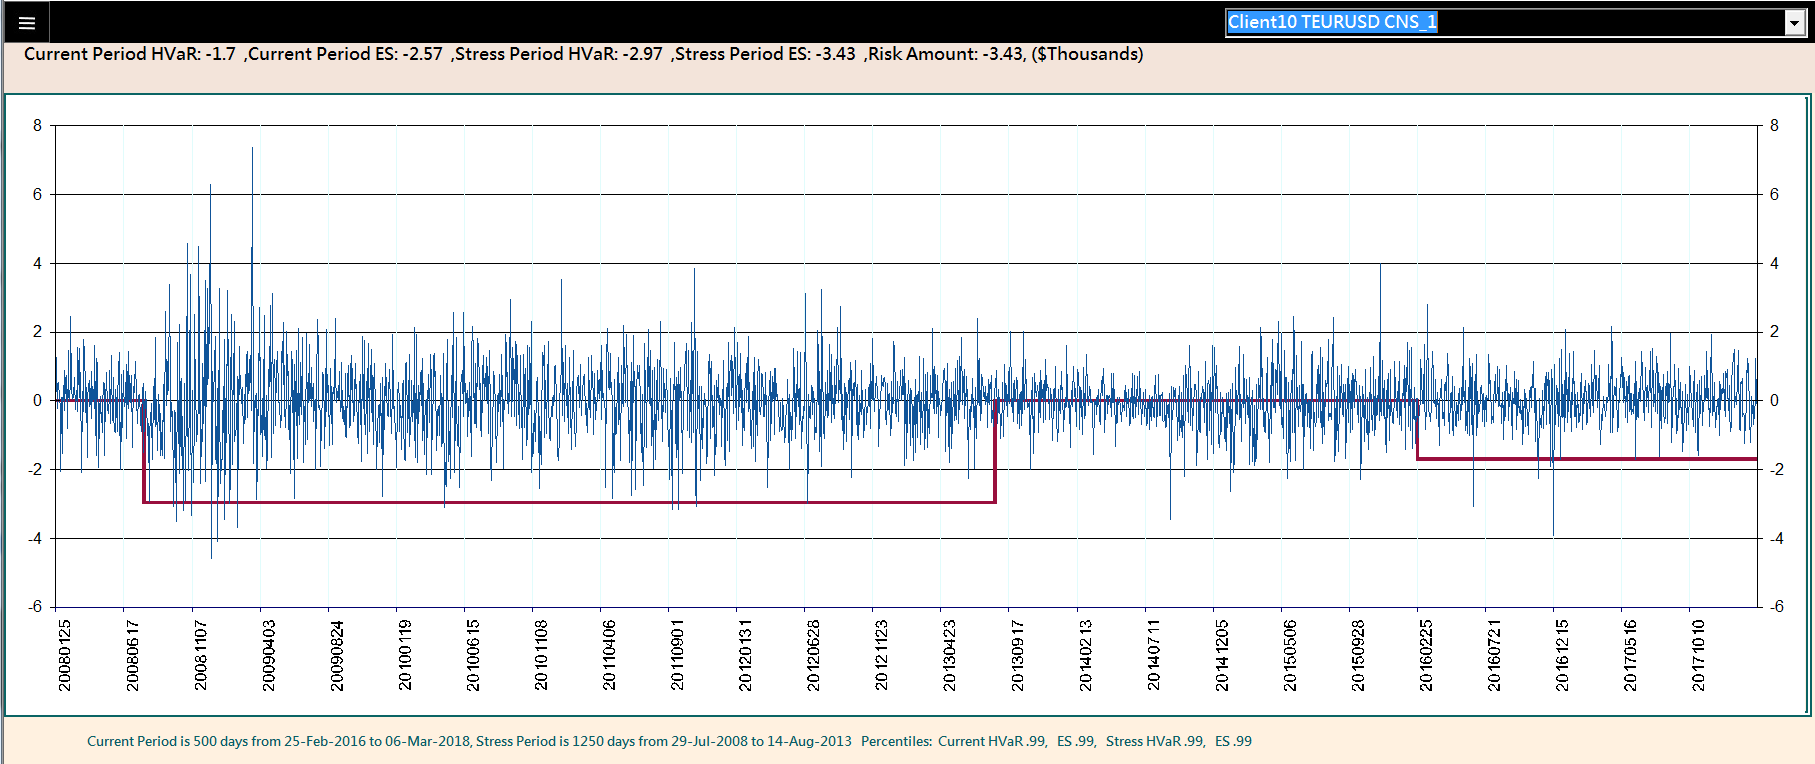 Client10 TEURUSD CNS_1
Current Period HVaR: -1.7 ,Current Period ES: -2.57 ,Stress Period HVaR: -2.97 ,Stress Period ES: -3.43 ,Risk Amount: -3.43, ($Thousands)
8 8
6 6
4 4
2 2
0 0
-2 -2
-4 -4
-6 -6
20080125 20080617 20081107 20090403 20090824 20100119 20100615 20101108 20110406 20110901 20120131 20120628 20121123 20130423 20130917 20140213 20140711 20141205 20150506 20150928 20160225 20160721 20161215 20170516 20171010
Current Period is 500 days from 25-Feb-2016 to 06-Mar-2018, Stress Period is 1250 days from 29-Jul-2008 to 14-Aug-2013 Percentiles: Current HVaR .99, ES .99, Stress HVaR .99, ES .99